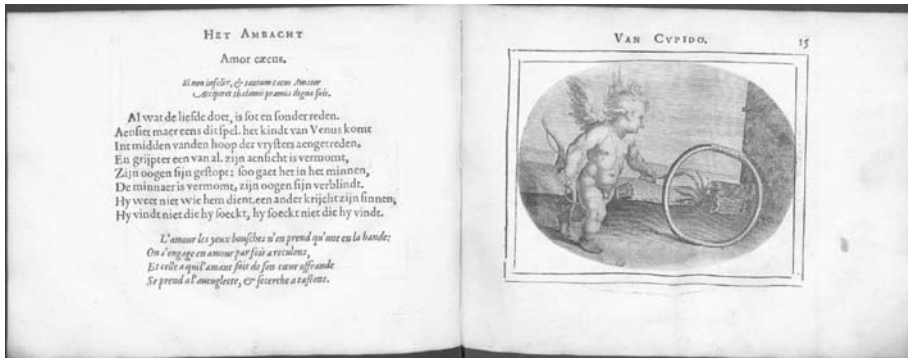 HET AMBACHT
Amor cæcus.
Al wat de liefde doet, is sot en sonder reden.
Aensiet maer eens dit spel. het kindt van Venus komt
Int midden vanden hoop der vrysters aengetreden,
En grijpter een van al. zijn aensicht is vermomt,
Zijn oogen sijn gestopt: soo gaet het in het minnen,
De minnaer is vermomt, zijn oogen sijn verblindt.
Hy weet niet wie hem dient. een ander krijcht zijn sinnen;
Hy vindt niet die hy soeckt, hy soeckt niet die hy vindt.
L'amour les yeux bouschez n'en prend qu'une en la bande:
On s'engage en amour par fois a reculons,
Et celle a qui l'amant fait de son cœur offrande
Se prend a l'aveuglette, & se cerche a tastons.
VAN CVPIDO.
15